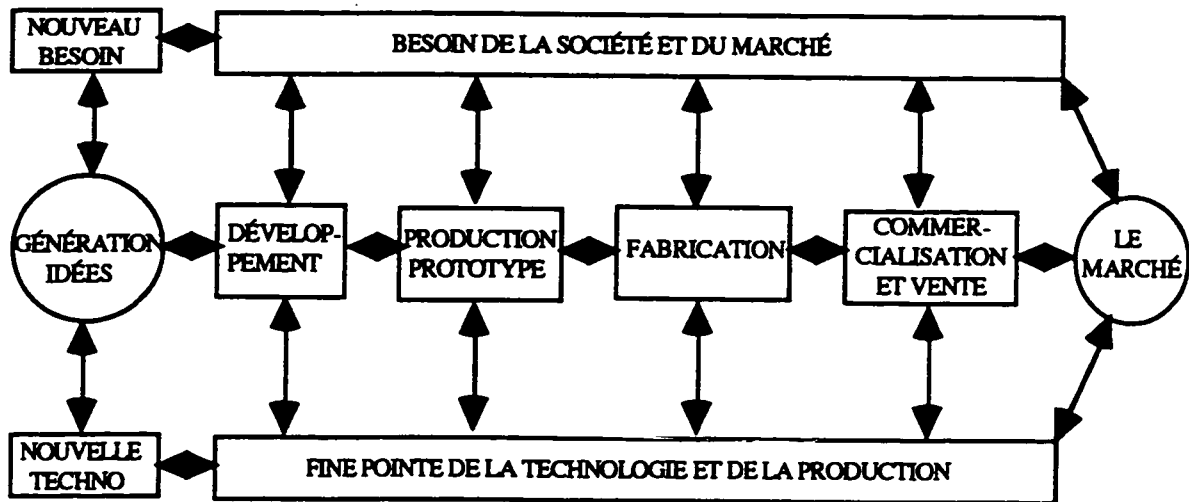 NOUVEAU
BESOIN
BESOIN DE LA SOCIÉTÉ ET DU MARCHÉ
GÉNÉRATION
IDÉES
DÉVELOP-
PEMENT
PRODUCTION
PROTOTYPE
FABRICATION
COMMER-
CIALISATION
ET VENTE
LE
MARCHÉ
NOUVELLE
TECHNO
FINE POINTE DE LA TECHNOLOGIE ET DE LA PRODUCTION